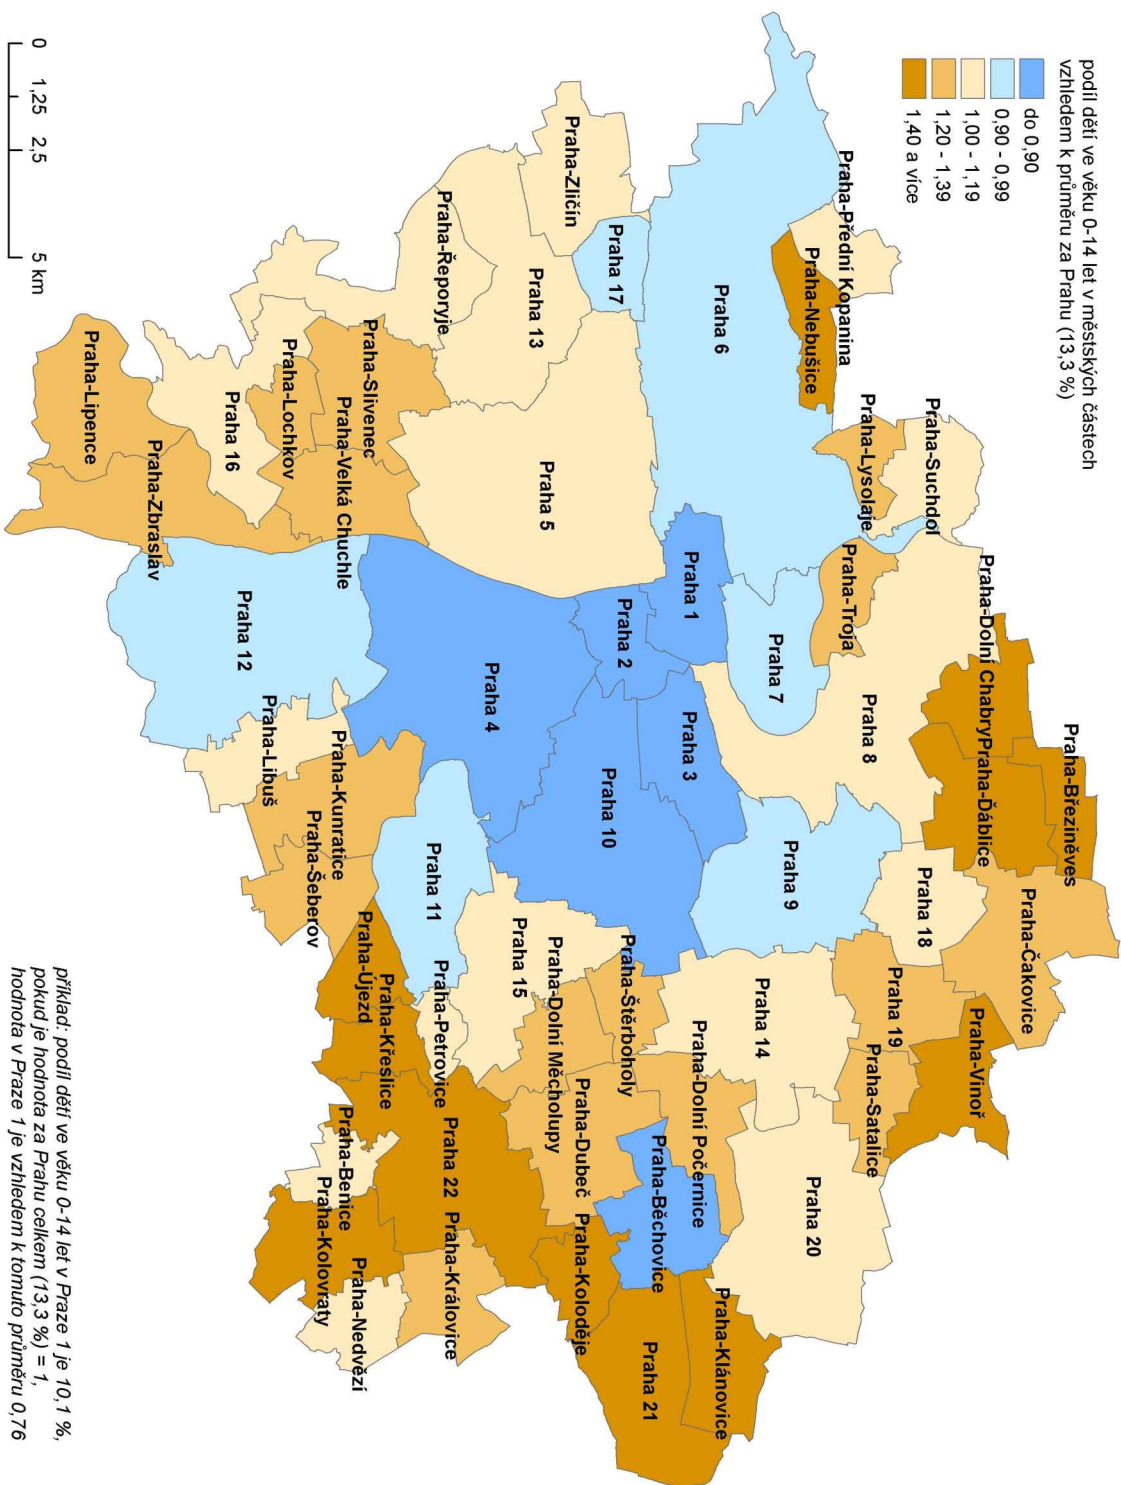 podíl dětí ve věku 0-14 let v městských částech
vzhledem k průměru za Prahu (13,3 %)
do 0,90
0,90 - 0,99
1,00 - 1,19
1,20 - 1,39
1,40 a více
Praha-Březiněves
Praha-Dolní Chabry
Praha-Ďáblice
Praha-Čakovice
Praha-Vinoř
Praha-Suchdol
Praha-Přední Kopanina
Praha-Nebušice
Praha-Lysolaje
Praha-Troja
Praha 8
Praha 18
Praha 19
Praha-Satalice
Praha 6
Praha 7
Praha 9
Praha 14
Praha 20
Praha 1
Praha 3
Praha-Dolní Počernice
Praha-Klánovice
Praha 17
Praha 2
Praha 10
Praha-Štěrboholy
Praha-Běchovice
Praha 21
Praha-Zličín
Praha 5
Praha-Dubeč
Praha-Koloděje
Praha 13
Praha 4
Praha 15
Praha-Dolní Měcholupy
Praha-Řeporyje
Praha 11
Praha-Petrovice
Praha 22
Praha-Královice
Praha-Slivenec
Praha-Velká Chuchle
Praha-Kunratice
Praha-Šeberov
Praha-Újezd
Praha-Křeslice
Praha-Benice
Praha-Kolovraty
Praha-Nedvězí
Praha-Lochkov
Praha 16
Praha 12
Praha-Libuš
Praha-Zbraslav
Praha-Lipence
0 1,25 2,5 5 km
příklad: podíl dětí ve věku 0-14 let v Praze 1 je 10,1 %,
pokud je hodnota za Prahu celkem (13,3 %) = 1,
hodnota v Praze 1 je vzhledem k tomuto průměru 0,76